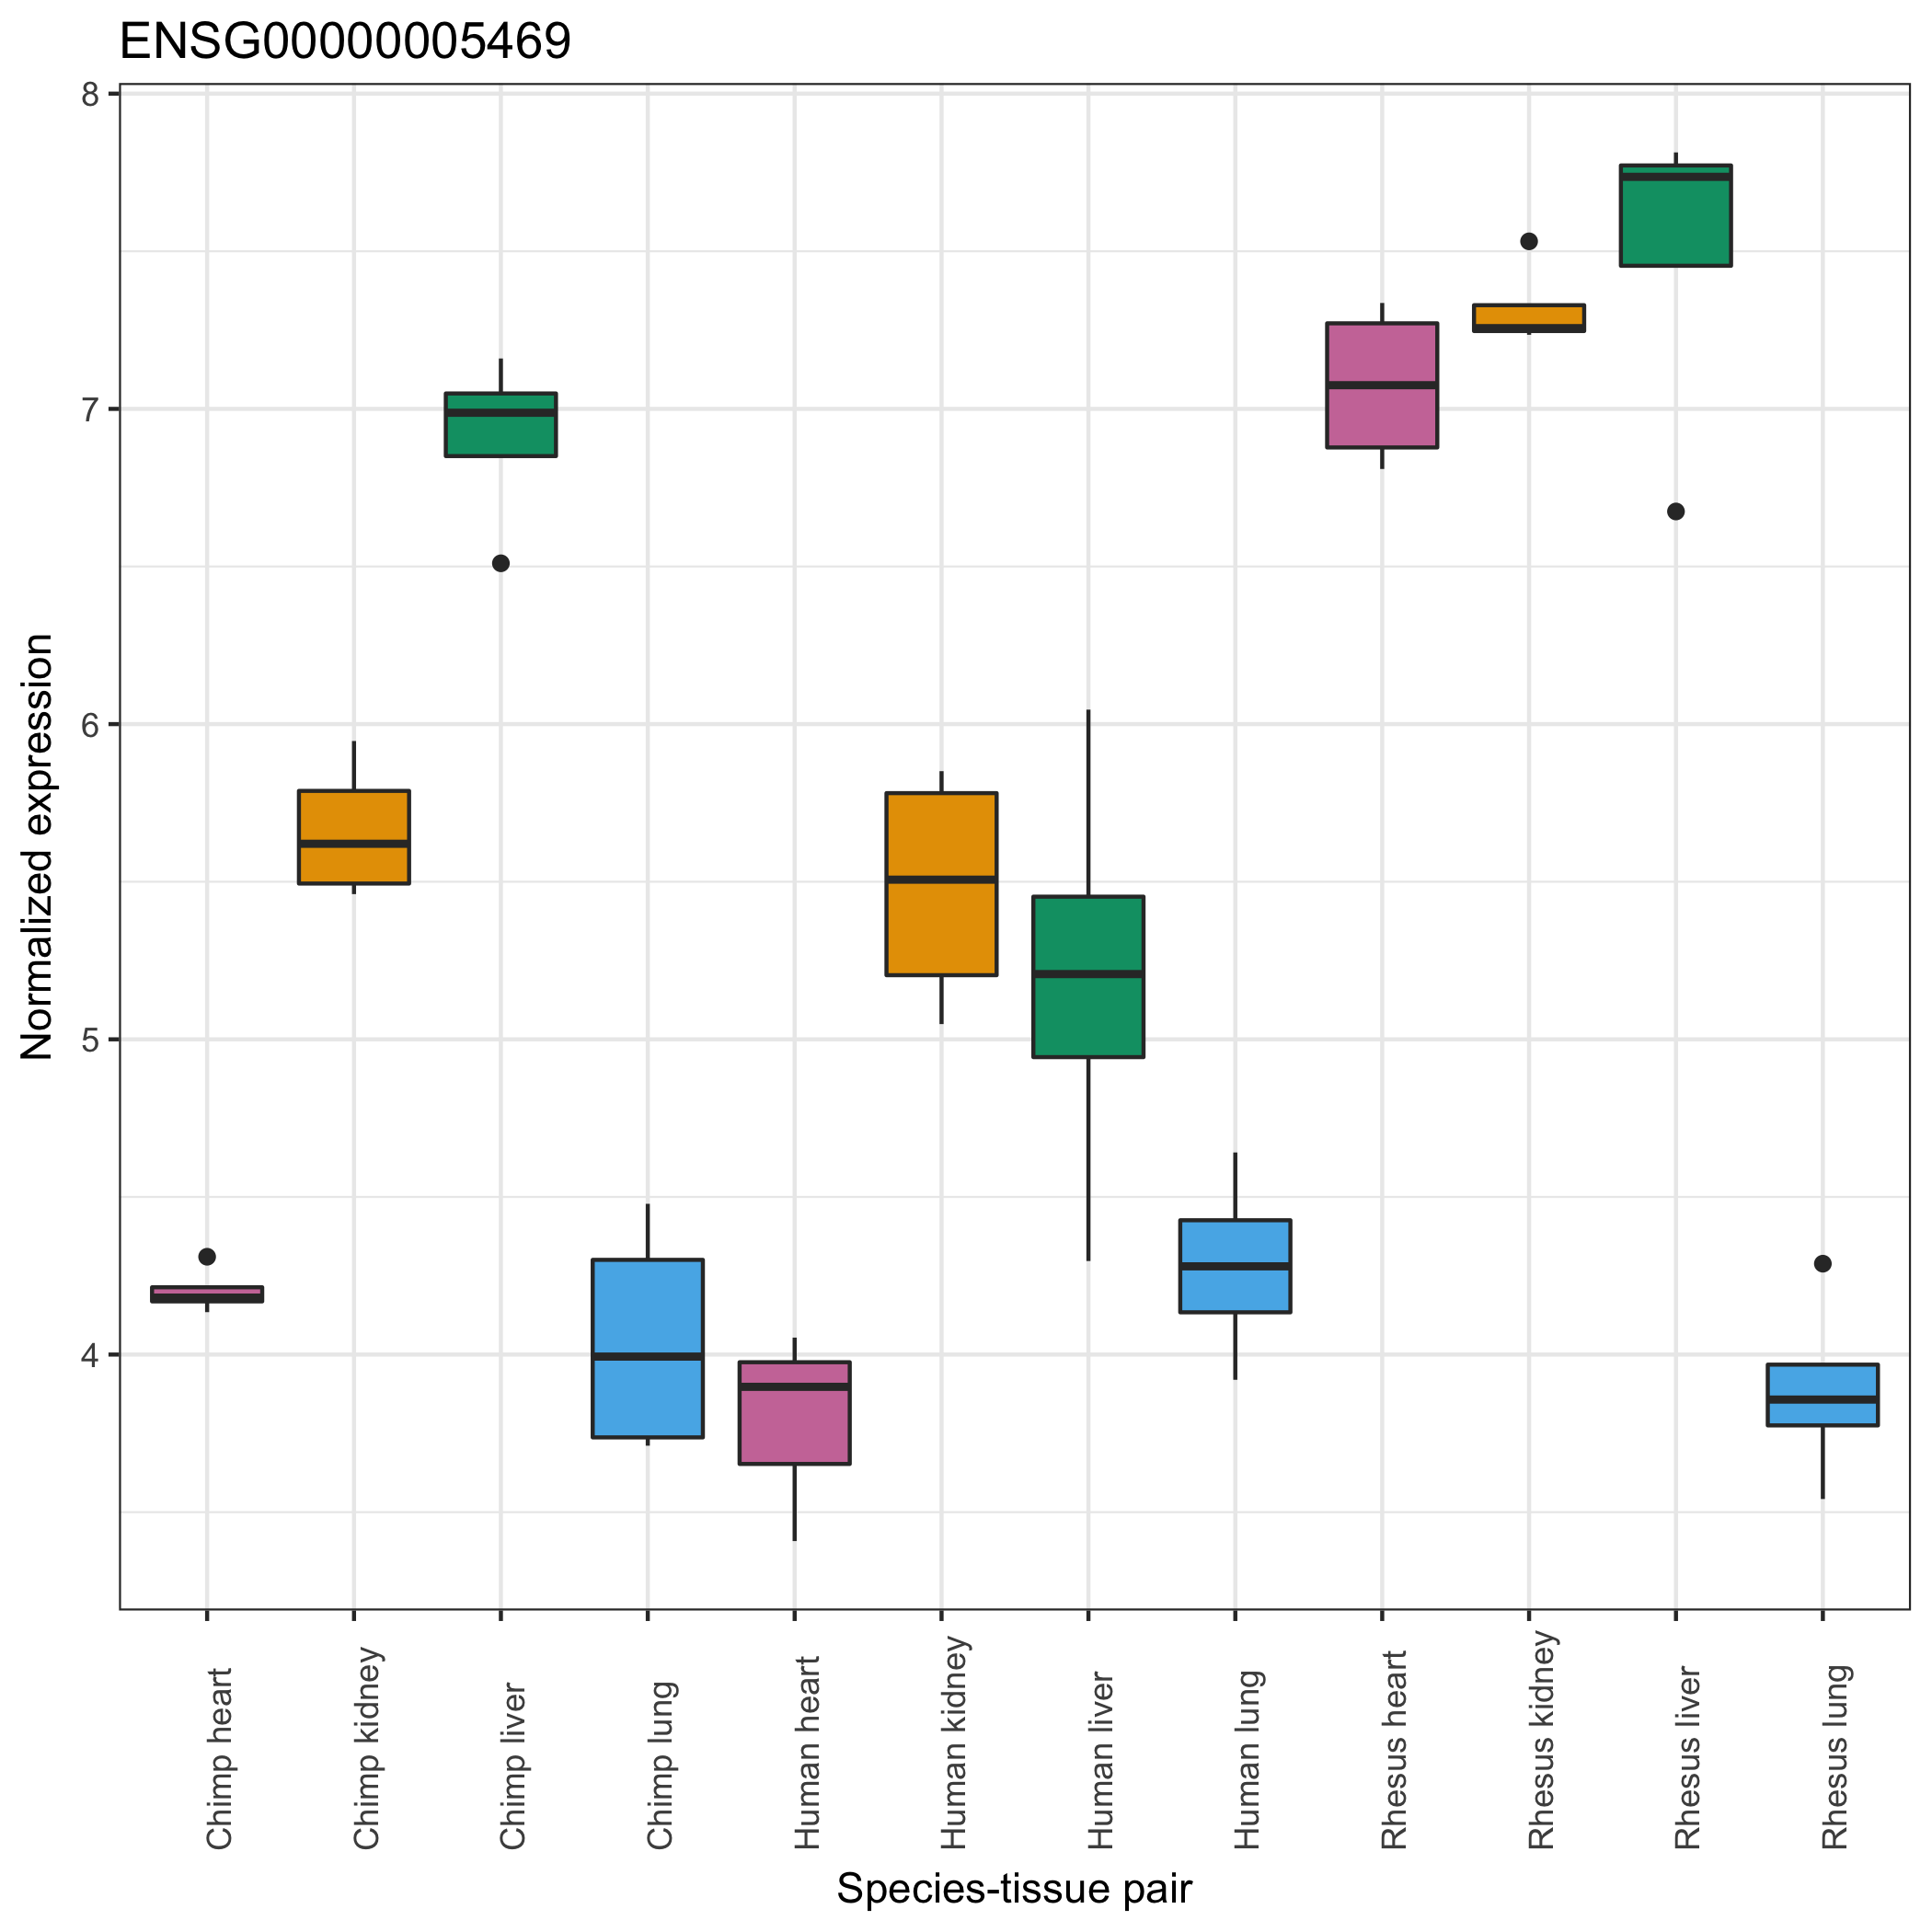 ENSG00000005469
Normalized expression
8
7
6
5
4
Chimp heart
Chimp kidney
Chimp liver
Chimp lung
Human heart
Human kidney
Human liver
Human lung
Rhesus heart
Rhesus kidney
Rhesus liver
Rhesus lung
Species-tissue pair